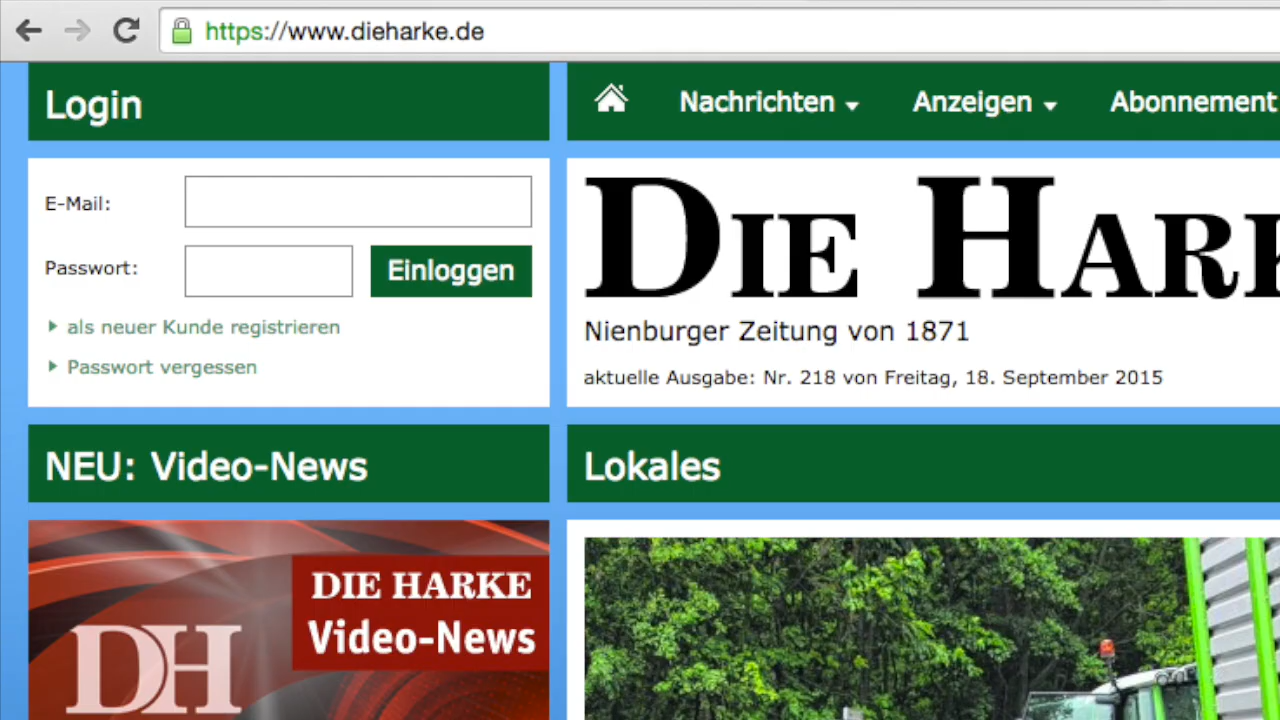 https://www.dieharke.de
Login
Nachrichten
Anzeigen
Abonnement
E-Mail:
Passwort:
Einloggen
als neuer Kunde registrieren
Passwort vergessen
DIE HARK
Nienburger Zeitung von 1871
aktuelle Ausgabe: Nr. 218 von Freitag, 18. September 2015
NEU: Video-News
Lokales
DIE HARKE
Video-News
DH